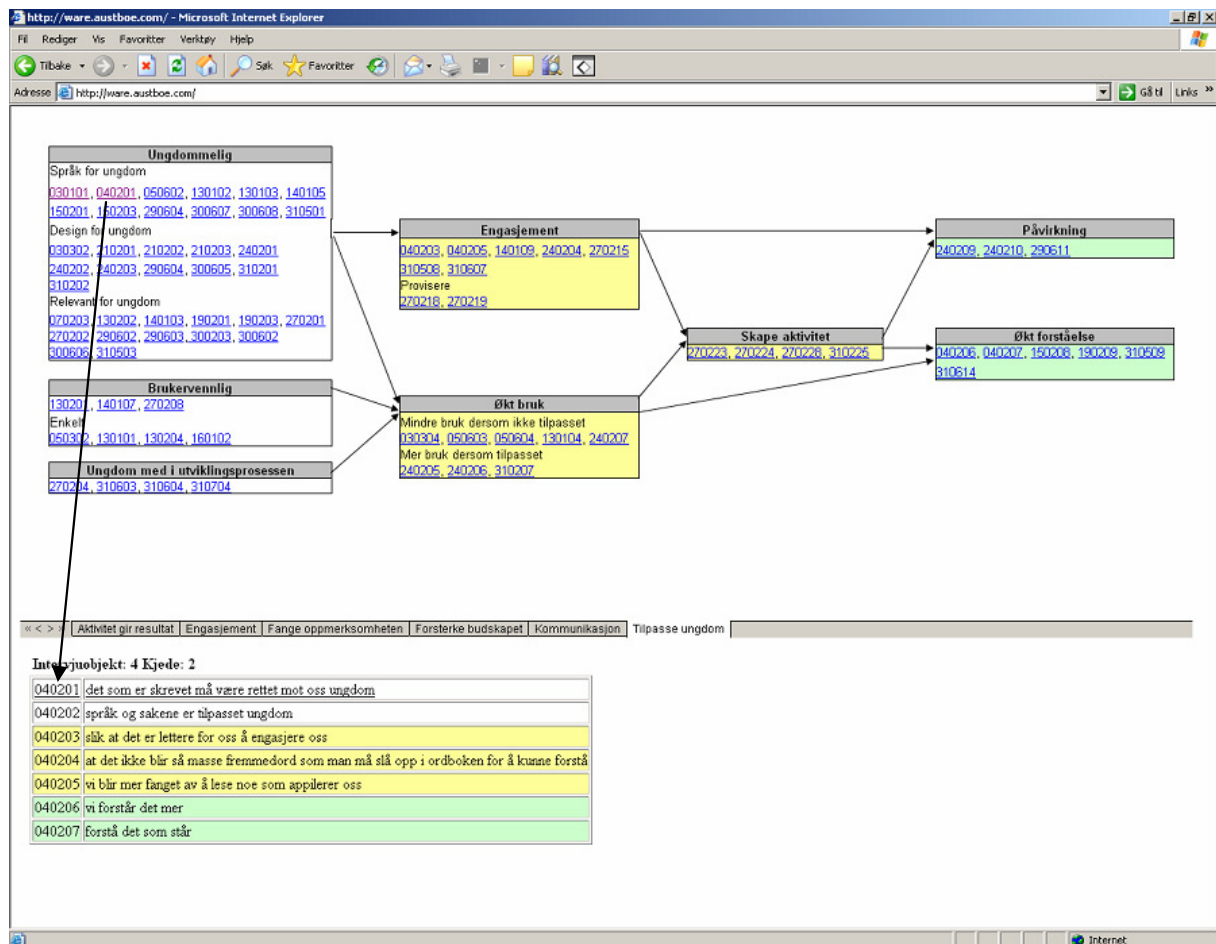 http://ware.austboe.com/ - Microsoft Internet Explorer
Fil Rediger Vis Favoritter Verktøy Hjelp
Tilbake Søk Favoritter
Adresse http://ware.austboe.com/ Gå til Links »
Ungdommelig
Språk for ungdom
030101, 040201, 050602, 130102, 130103, 140105
150201, 150203, 290604, 300607, 300608, 310501
Design for ungdom
030302, 210201, 210202, 210203, 240201
240202, 240203, 290604, 300605, 310201
310202
Relevant for ungdom
070203, 130202, 140103, 190201, 190203, 270201
270202, 290602, 290603, 300203, 300602
300606, 310503
Brukervennlig
130201, 140107, 270208
Enkelt
050302, 130101, 130204, 160102
Ungdom med i utviklingsprosessen
270204, 310603, 310604, 310704
Engasjement
040203, 040205, 140109, 240204, 270215
310508, 310607
Provisere
270218, 270219
Økt bruk
Mindre bruk dersom ikke tilpasset
030304, 050603, 050604, 130104, 240207
Mer bruk dersom tilpasset
240205, 240206, 310207
Skape aktivitet
270223, 270224, 270228, 310225
Påvirkning
240209, 240210, 290611
Økt forståelse
040206, 040207, 150208, 190209, 310509
310614
« < > » Aktivitet gir resultat Engasjement Fange oppmerksomheten Forsterke budskapet Kommunikasjon Tilpasse ungdom
Intervjuobjekt: 4 Kjede: 2
040201 det som er skrevet må være rettet mot oss ungdom
040202 språk og sakene er tilpasset ungdom
040203 slik at det er lettere for oss å engasjere oss
040204 at det ikke blir så masse fremmedord som man må slå opp i ordboken for å kunne forstå
040205 vi blir mer fanget av å lese noe som appilerer oss
040206 vi forstår det mer
040207 forstå det som står
Internet